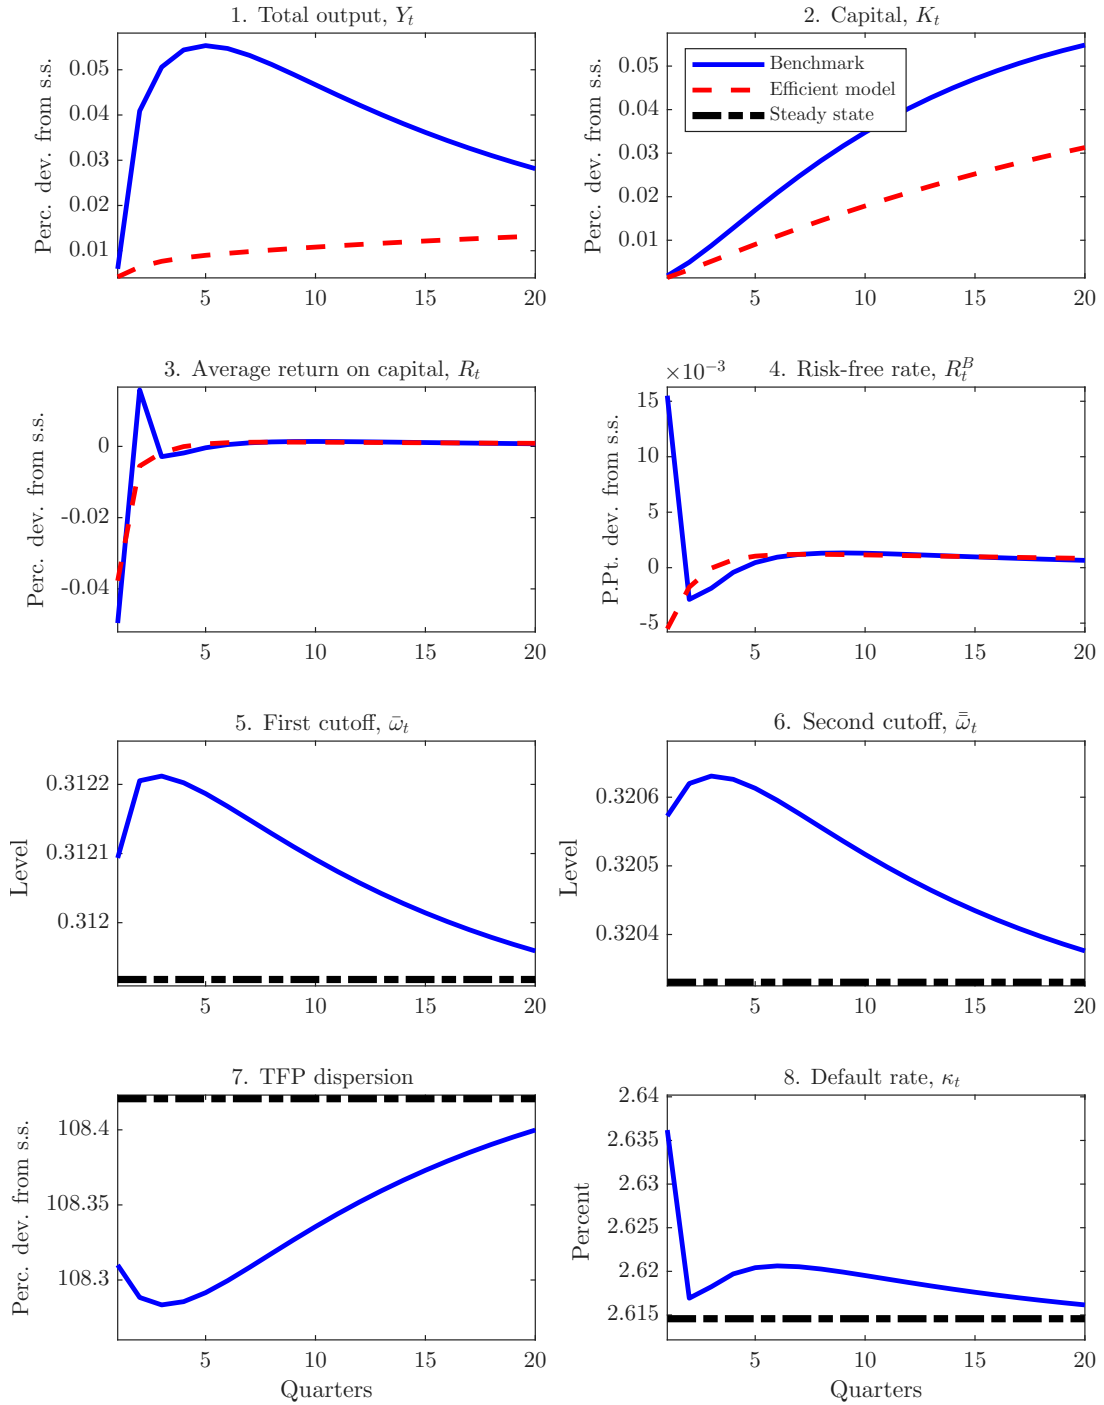 1. Total output, Y_t
Perc. dev. from s.s.
0.05
0.04
0.03
0.02
0.01
5 10 15 20
2. Capital, K_t
Perc. dev. from s.s.
0.05
0.04
0.03
0.02
0.01
Benchmark
Efficient model
Steady state
5 10 15 20
3. Average return on capital, R_t
Perc. dev. from s.s.
0
-0.02
-0.04
5 10 15 20
×10^{-3}
4. Risk-free rate, R_t^B
P.Pt. dev. from s.s.
15
10
5
0
-5
5 10 15 20
5. First cutoff, ω̄_t
Level
0.3122
0.3121
0.312
5 10 15 20
6. Second cutoff, ω̿_t
Level
0.3206
0.3205
0.3204
5 10 15 20
7. TFP dispersion
Perc. dev. from s.s.
108.4
108.35
108.3
5 10 15 20
Quarters
8. Default rate, κ_t
Percent
2.64
2.635
2.63
2.625
2.62
2.615
5 10 15 20
Quarters